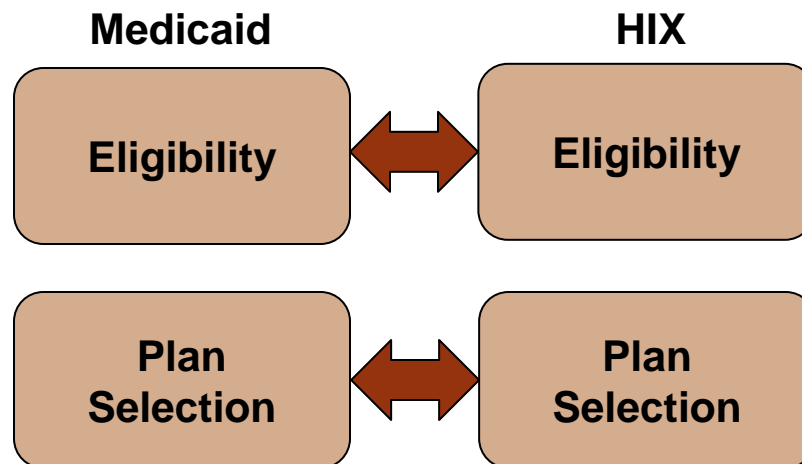 Medicaid
HIX
Eligibility
Eligibility
Plan
Selection
Plan
Selection